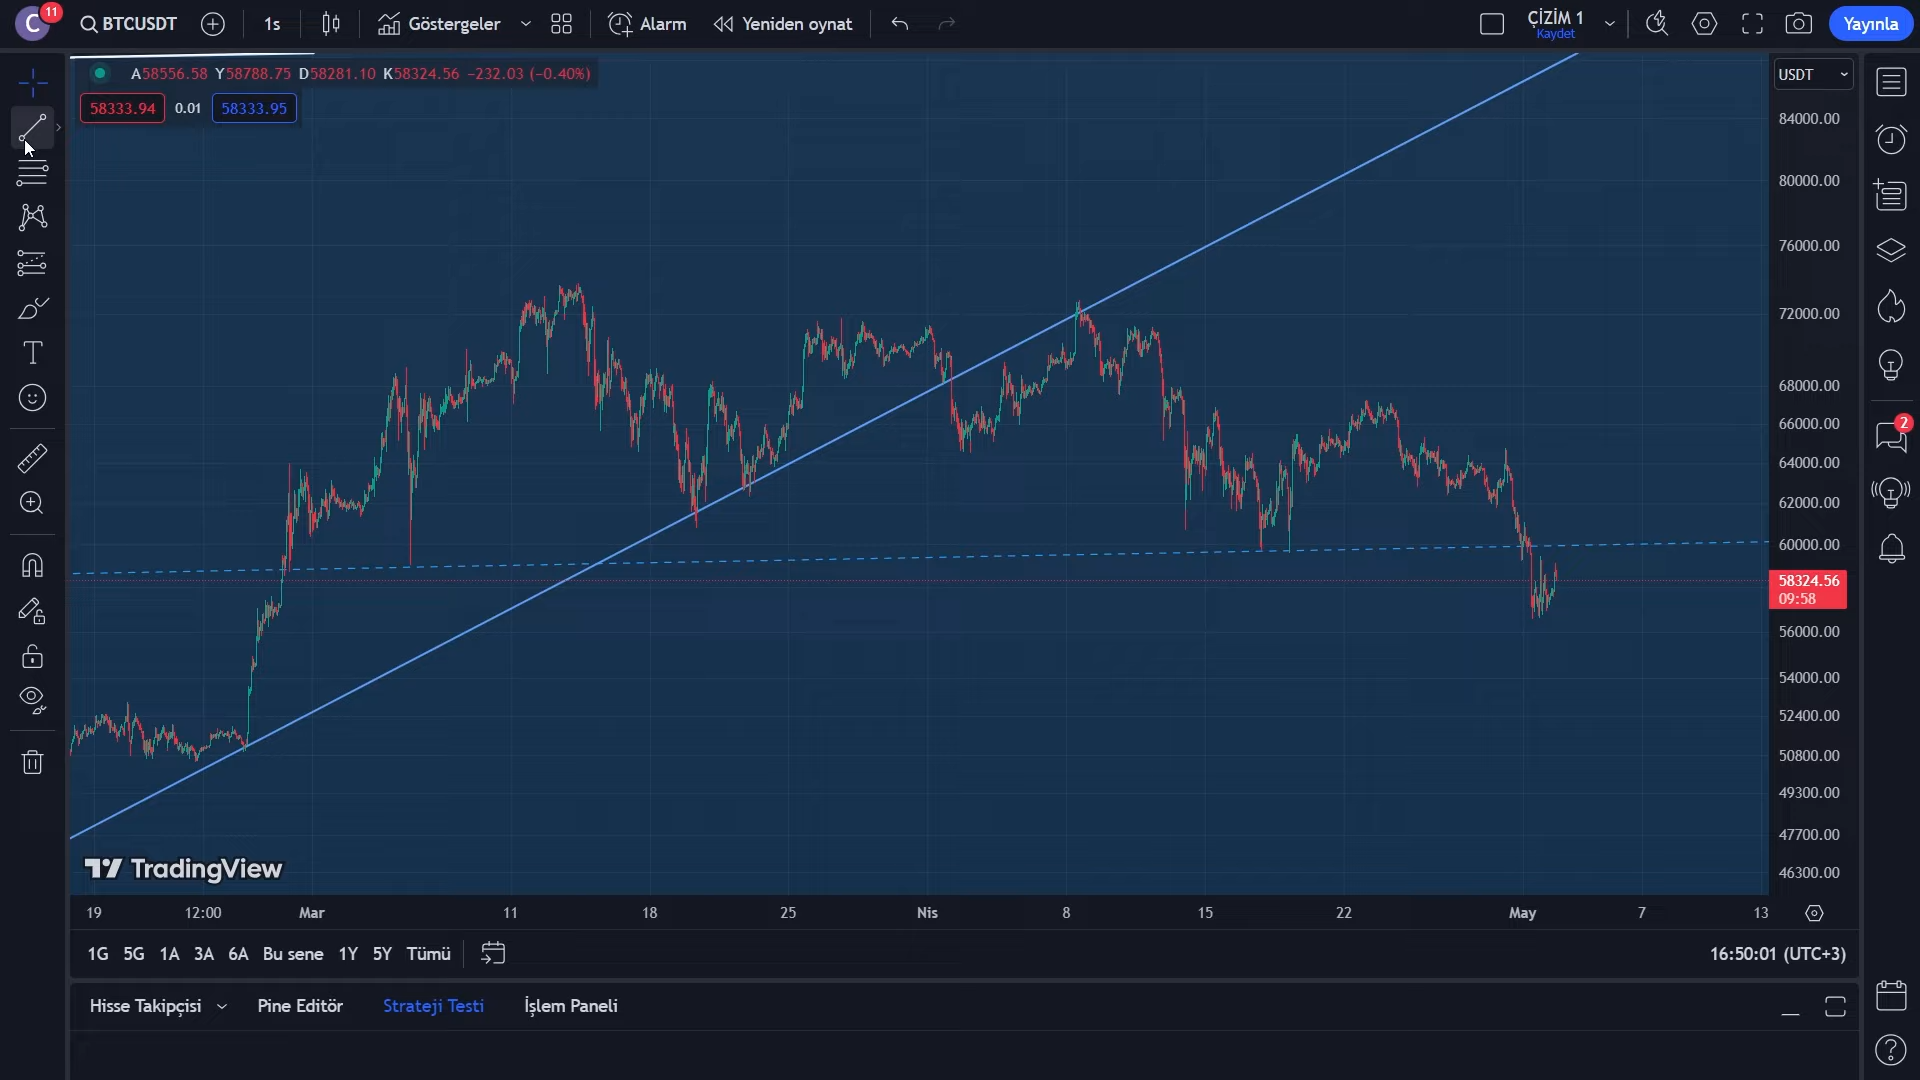 C 11 BTCUSDT 1s Göstergeler Alarm Yeniden oynat ÇİZİM 1 Yayınla
Kaydet
A58556.58 Y58788.75 D58281.10 K58324.56 −232.03 (−0.40%)
58333.94 0.01 58333.95
USDT
84000.00
80000.00
76000.00
72000.00
68000.00
66000.00
2
64000.00
62000.00
60000.00
58324.56
09:58
56000.00
54000.00
52400.00
50800.00
49300.00
47700.00
46300.00
TradingView
19 12:00 Mar 11 18 25 Nis 8 15 22 May 7 13
1G 5G 1A 3A 6A Bu sene 1Y 5Y Tümü 16:50:01 (UTC+3)
Hisse Takipçisi Pine Editör Strateji Testi İşlem Paneli